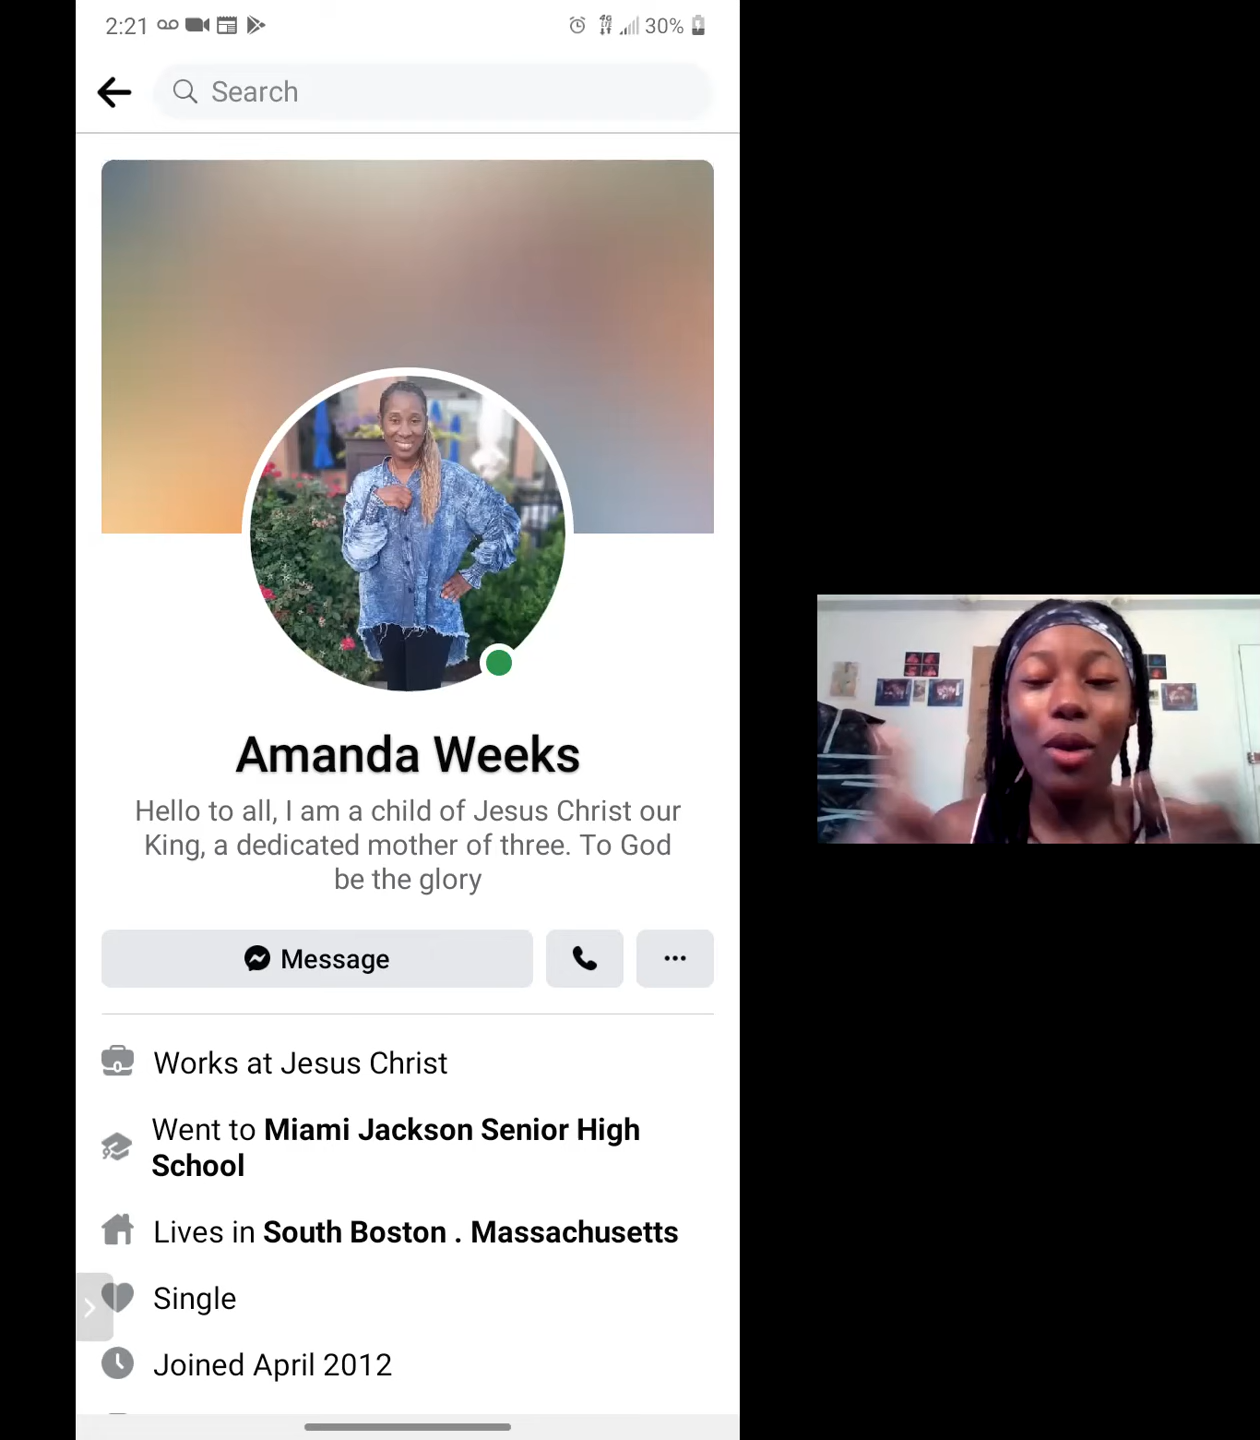 2:21
4G
LTE
30%
Search
Amanda Weeks
Hello to all, I am a child of Jesus Christ our
King, a dedicated mother of three. To God
be the glory
Message
Works at Jesus Christ
Went to Miami Jackson Senior High
School
Lives in South Boston . Massachusetts
Single
Joined April 2012